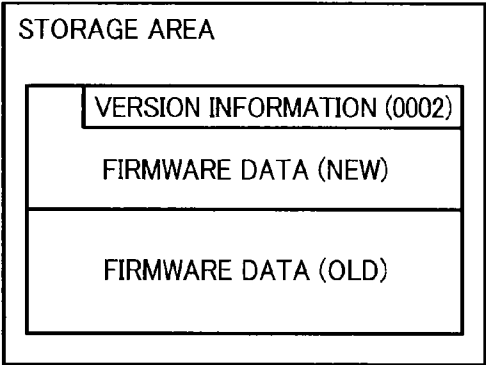 STORAGE AREA
VERSION INFORMATION (0002)
FIRMWARE DATA (NEW)
FIRMWARE DATA (OLD)